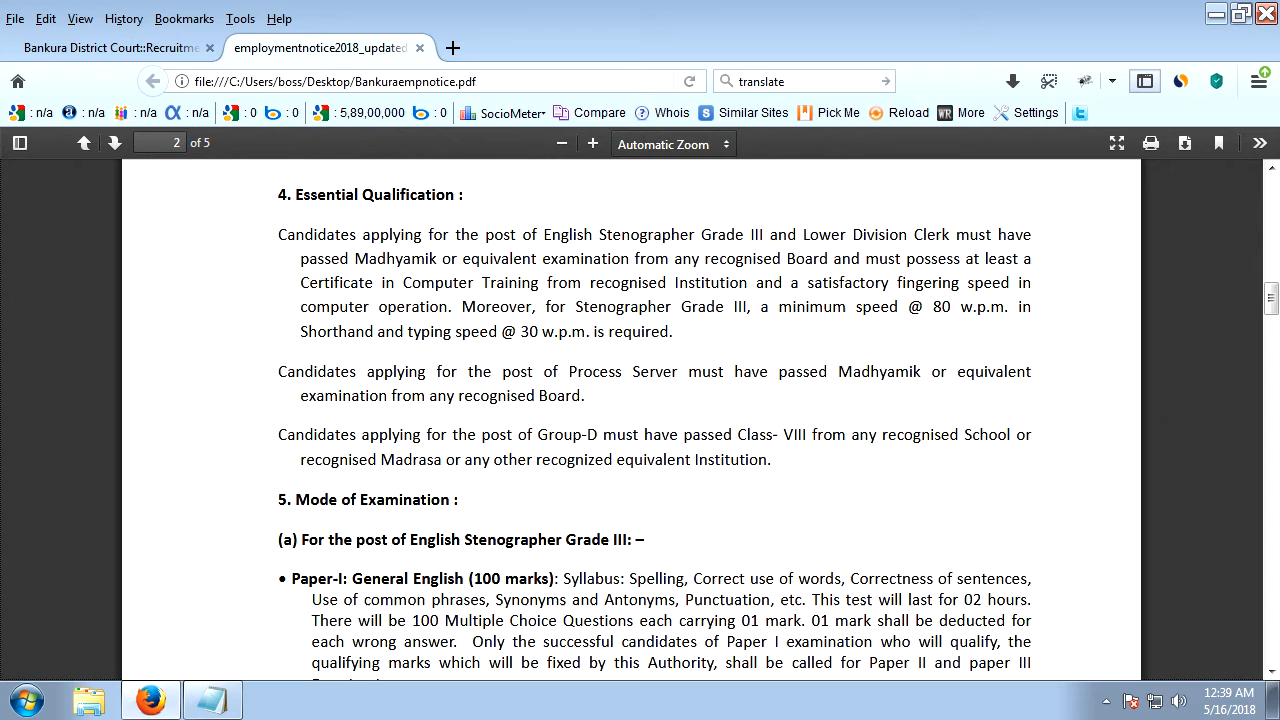 File Edit View History Bookmarks Tools Help
Bankura District Court::Recruitme
employmentnotice2018_updated
file:///C:/Users/boss/Desktop/Bankuraempnotice.pdf
translate
: n/a : n/a : n/a : n/a : 0 : 0 : 5,89,00,000 : 0 SocioMeter Compare Whois Similar Sites Pick Me Reload More Settings
2 of 5
Automatic Zoom
4. Essential Qualification :
Candidates applying for the post of English Stenographer Grade III and Lower Division Clerk must have
passed Madhyamik or equivalent examination from any recognised Board and must possess at least a
Certificate in Computer Training from recognised Institution and a satisfactory fingering speed in
computer operation. Moreover, for Stenographer Grade III, a minimum speed @ 80 w.p.m. in
Shorthand and typing speed @ 30 w.p.m. is required.
Candidates applying for the post of Process Server must have passed Madhyamik or equivalent
examination from any recognised Board.
Candidates applying for the post of Group-D must have passed Class- VIII from any recognised School or
recognised Madrasa or any other recognized equivalent Institution.
5. Mode of Examination :
(a) For the post of English Stenographer Grade III: –
• Paper-I: General English (100 marks): Syllabus: Spelling, Correct use of words, Correctness of sentences,
Use of common phrases, Synonyms and Antonyms, Punctuation, etc. This test will last for 02 hours.
There will be 100 Multiple Choice Questions each carrying 01 mark. 01 mark shall be deducted for
each wrong answer. Only the successful candidates of Paper I examination who will qualify, the
qualifying marks which will be fixed by this Authority, shall be called for Paper II and paper III
12:39 AM
5/16/2018